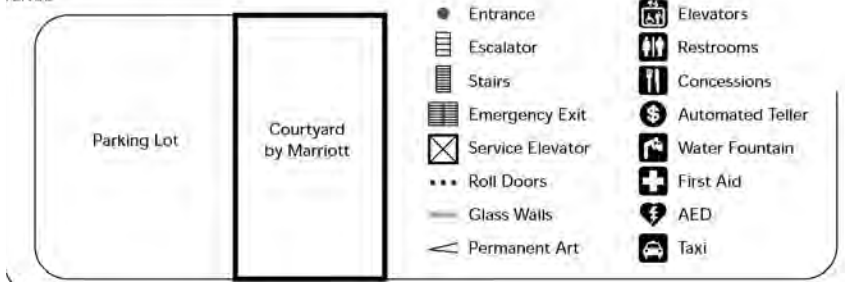 Parking Lot
Courtyard
by Marriott
Entrance
Escalator
Stairs
Emergency Exit
Service Elevator
Roll Doors
Glass Walls
Permanent Art
Elevators
Restrooms
Concessions
$ Automated Teller
Water Fountain
First Aid
AED
Taxi